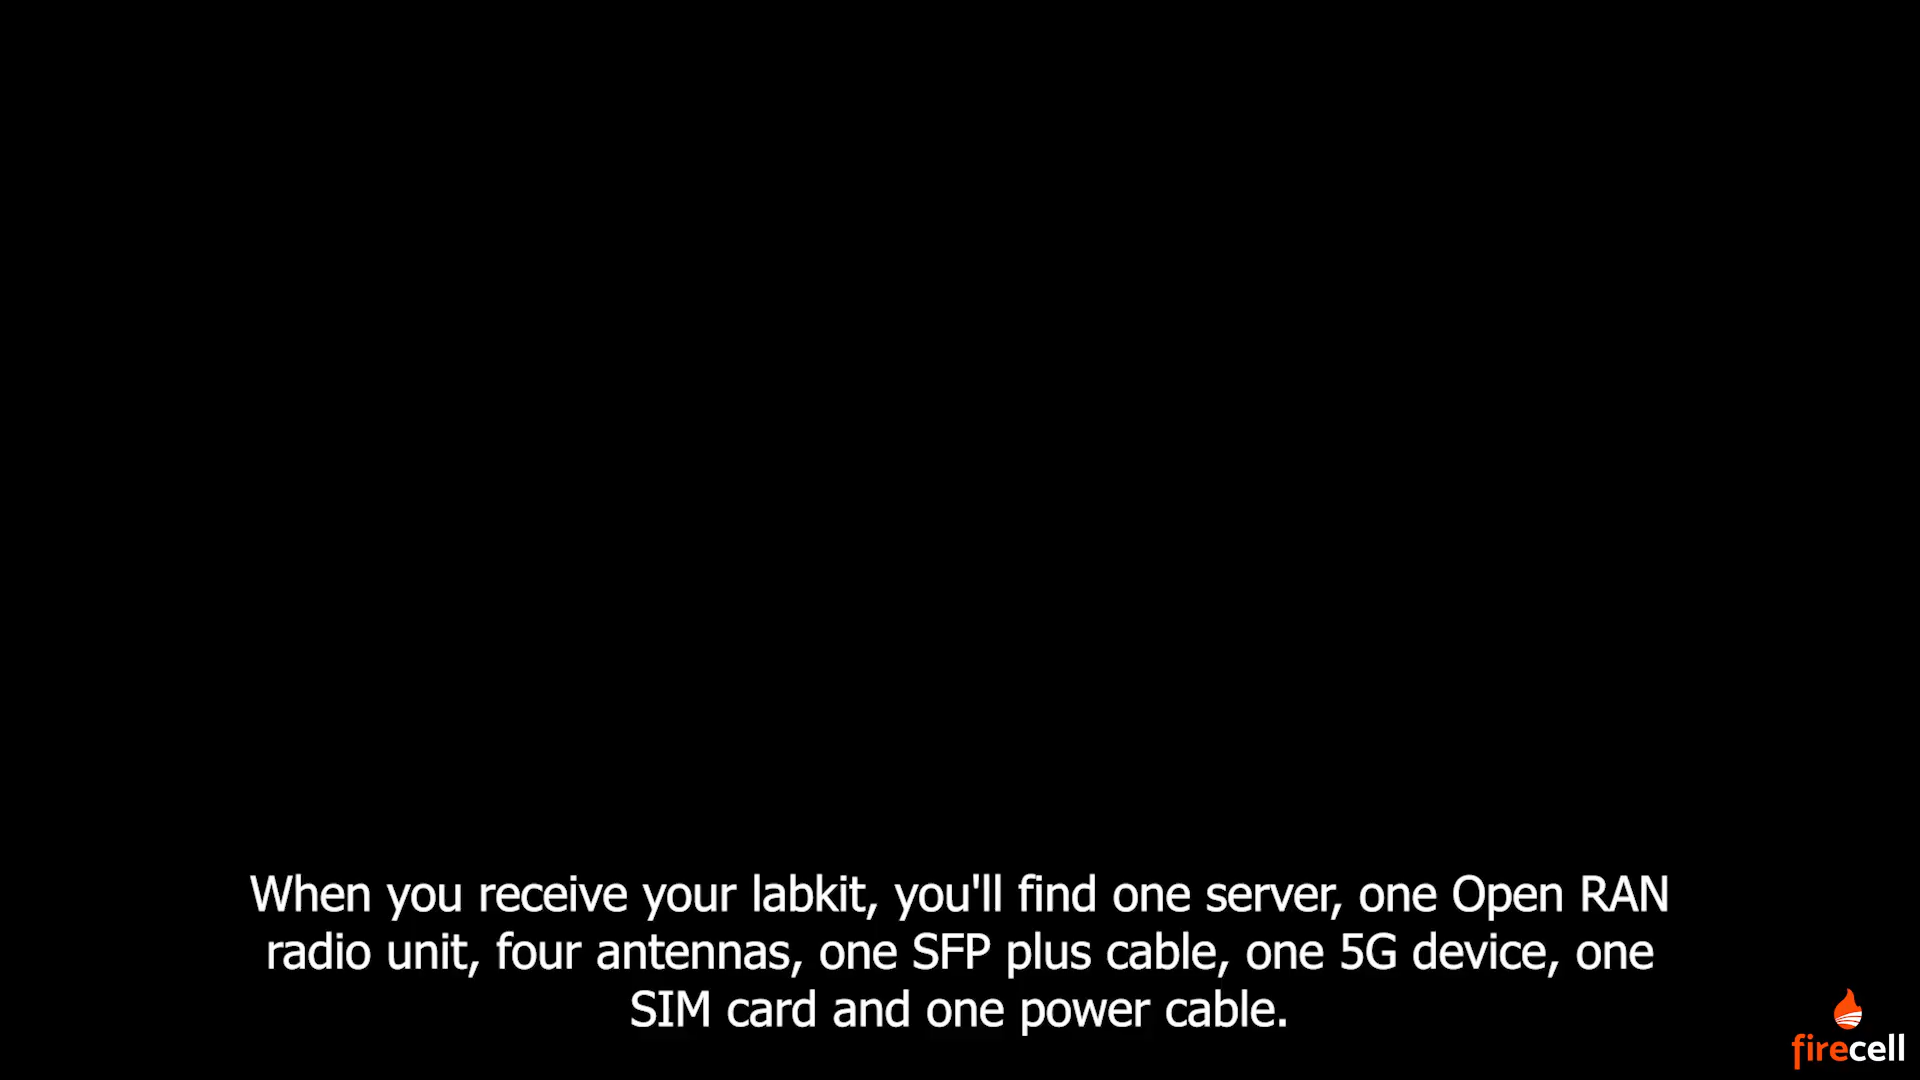 When you receive your labkit, you'll find one server, one Open RAN
radio unit, four antennas, one SFP plus cable, one 5G device, one
SIM card and one power cable.
firecell